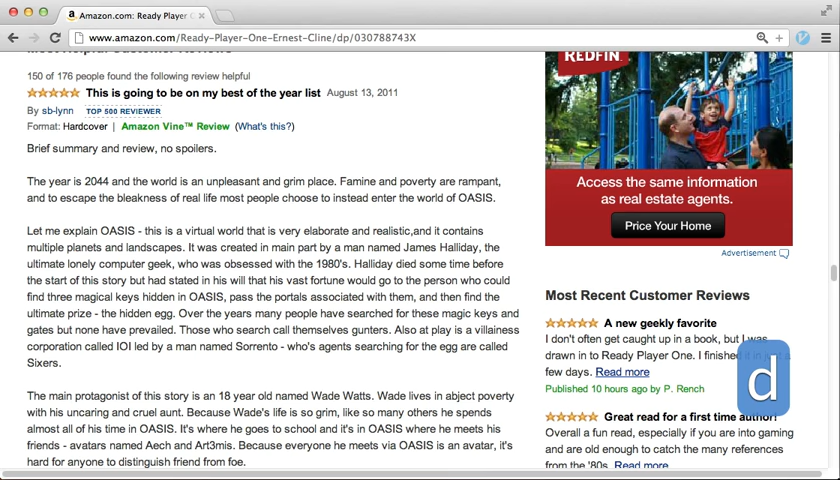 Amazon.com: Ready Player O
www.amazon.com/Ready-Player-One-Ernest-Cline/dp/030788743X
Most Helpful Customer Reviews
150 of 176 people found the following review helpful
This is going to be on my best of the year list August 13, 2011
By sb-lynn TOP 500 REVIEWER
Format: Hardcover | Amazon Vine™ Review (What's this?)
Brief summary and review, no spoilers.
The year is 2044 and the world is an unpleasant and grim place. Famine and poverty are rampant,
and to escape the bleakness of real life most people choose to instead enter the world of OASIS.
Let me explain OASIS - this is a virtual world that is very elaborate and realistic,and it contains
multiple planets and landscapes. It was created in main part by a man named James Halliday, the
ultimate lonely computer geek, who was obsessed with the 1980's. Halliday died some time before
the start of this story but had stated in his will that his vast fortune would go to the person who could
find three magical keys hidden in OASIS, pass the portals associated with them, and then find the
ultimate prize - the hidden egg. Over the years many people have searched for these magic keys and
gates but none have prevailed. Those who search call themselves gunters. Also at play is a villainess
corporation called IOI led by a man named Sorrento - who's agents searching for the egg are called
Sixers.
The main protagonist of this story is an 18 year old named Wade Watts. Wade lives in abject poverty
with his uncaring and cruel aunt. Because Wade's life is so grim, like so many others he spends
almost all of his time in OASIS. It's where he goes to school and it's in OASIS where he meets his
friends - avatars named Aech and Art3mis. Because everyone he meets via OASIS is an avatar, it's
hard for anyone to distinguish friend from foe.
REDFIN
Access the same information
as real estate agents.
Price Your Home
Advertisement
Most Recent Customer Reviews
A new geekly favorite
I don't often get caught up in a book, but I was
drawn in to Ready Player One. I finished it in just a
few days. Read more
Published 10 hours ago by P. Rench
Great read for a first time author!
Overall a fun read, especially if you are into gaming
and are old enough to catch the many references
from the '80s. Read more
d